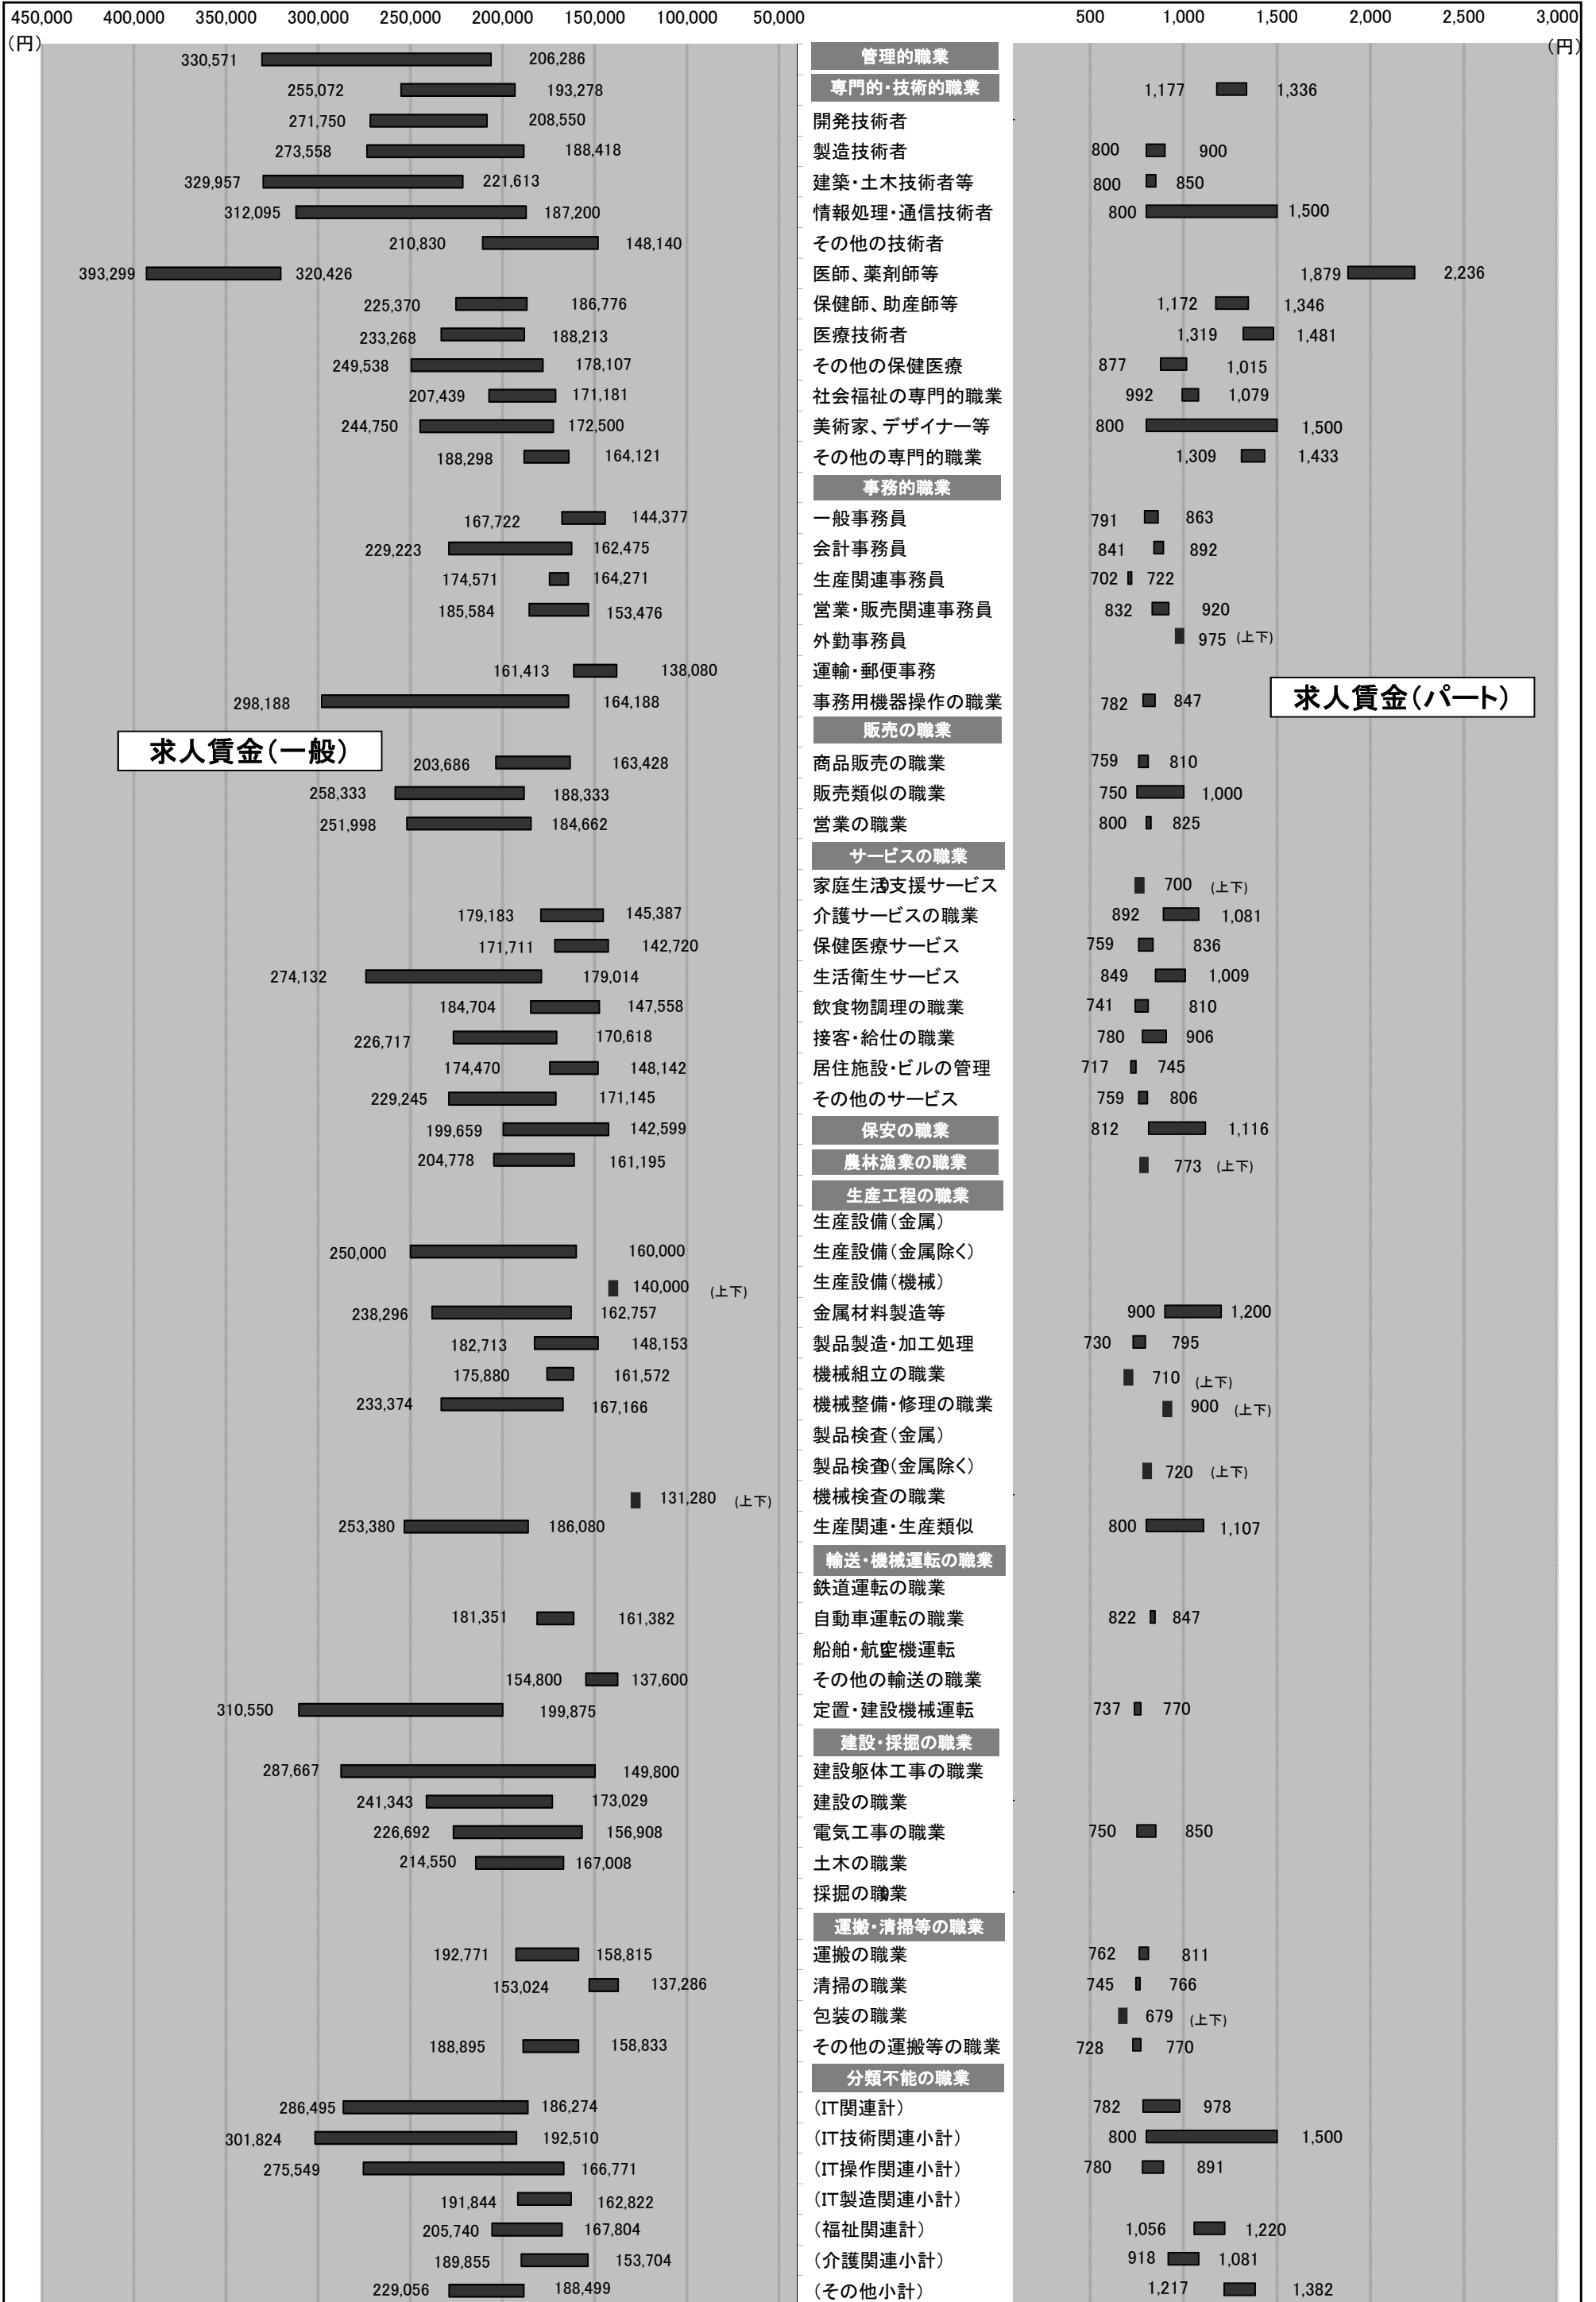 450,000 400,000 350,000 300,000 250,000 200,000 150,000 100,000 50,000 500 1,000 1,500 2,000 2,500 3,000
(円) (円)
330,571 206,286 管理的職業
255,072 193,278 専門的・技術的職業 1,177 1,336
271,750 208,550 開発技術者
273,558 188,418 製造技術者 800 900
329,957 221,613 建築・土木技術者等 800 850
312,095 187,200 情報処理・通信技術者 800 1,500
210,830 148,140 その他の技術者
393,299 320,426 医師、薬剤師等 1,879 2,236
225,370 186,776 保健師、助産師等 1,172 1,346
233,268 188,213 医療技術者 1,319 1,481
249,538 178,107 その他の保健医療 877 1,015
207,439 171,181 社会福祉の専門的職業 992 1,079
244,750 172,500 美術家、デザイナー等 800 1,500
188,298 164,121 その他の専門的職業 1,309 1,433
事務的職業
167,722 144,377 一般事務員 791 863
229,223 162,475 会計事務員 841 892
174,571 164,271 生産関連事務員 702 722
185,584 153,476 営業・販売関連事務員 832 920
外勤事務員 975 (上下)
161,413 138,080 運輸・郵便事務
298,188 164,188 事務用機器操作の職業 782 847
求人賃金(パート)
販売の職業
求人賃金(一般)
203,686 163,428 商品販売の職業 759 810
258,333 188,333 販売類似の職業 750 1,000
251,998 184,662 営業の職業 800 825
サービスの職業
家庭生活支援サービス 700 (上下)
179,183 145,387 介護サービスの職業 892 1,081
171,711 142,720 保健医療サービス 759 836
274,132 179,014 生活衛生サービス 849 1,009
184,704 147,558 飲食物調理の職業 741 810
226,717 170,618 接客・給仕の職業 780 906
174,470 148,142 居住施設・ビルの管理 717 745
229,245 171,145 その他のサービス 759 806
199,659 142,599 保安の職業 812 1,116
204,778 161,195 農林漁業の職業 773 (上下)
生産工程の職業
生産設備(金属)
250,000 160,000 生産設備(金属除く)
140,000 (上下) 生産設備(機械)
238,296 162,757 金属材料製造等 900 1,200
182,713 148,153 製品製造・加工処理 730 795
175,880 161,572 機械組立の職業 710 (上下)
233,374 167,166 機械整備・修理の職業 900 (上下)
製品検査(金属)
製品検査(金属除く) 720 (上下)
131,280 (上下) 機械検査の職業
253,380 186,080 生産関連・生産類似 800 1,107
輸送・機械運転の職業
鉄道運転の職業
181,351 161,382 自動車運転の職業 822 847
船舶・航空機運転
154,800 137,600 その他の輸送の職業
310,550 199,875 定置・建設機械運転 737 770
建設・採掘の職業
287,667 149,800 建設躯体工事の職業
241,343 173,029 建設の職業
226,692 156,908 電気工事の職業 750 850
214,550 167,008 土木の職業
採掘の職業
運搬・清掃等の職業
192,771 158,815 運搬の職業 762 811
153,024 137,286 清掃の職業 745 766
包装の職業 679 (上下)
188,895 158,833 その他の運搬等の職業 728 770
分類不能の職業
286,495 186,274 (IT関連計) 782 978
301,824 192,510 (IT技術関連小計) 800 1,500
275,549 166,771 (IT操作関連小計) 780 891
191,844 162,822 (IT製造関連小計)
205,740 167,804 (福祉関連計) 1,056 1,220
189,855 153,704 (介護関連小計) 918 1,081
229,056 188,499 (その他小計) 1,217 1,382